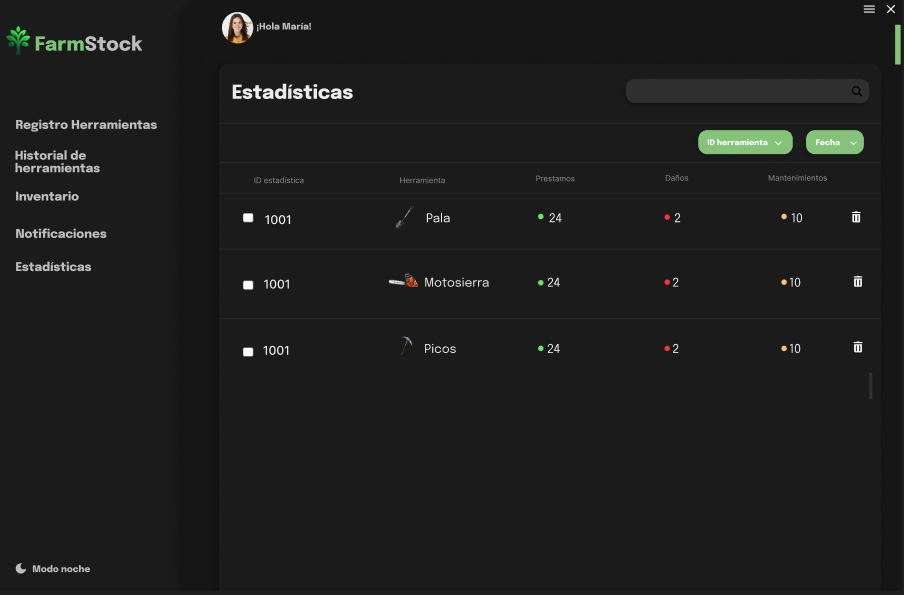 ¡Hola María!
FarmStock
Estadísticas
Registro Herramientas
Historial de
herramientas
Inventario
Notificaciones
Estadísticas
ID herramienta Fecha
ID estadística Herramienta Prestamos Daños Mantenimientos
1001 Pala 24 2 10
1001 Motosierra 24 2 10
1001 Picos 24 2 10
Modo noche